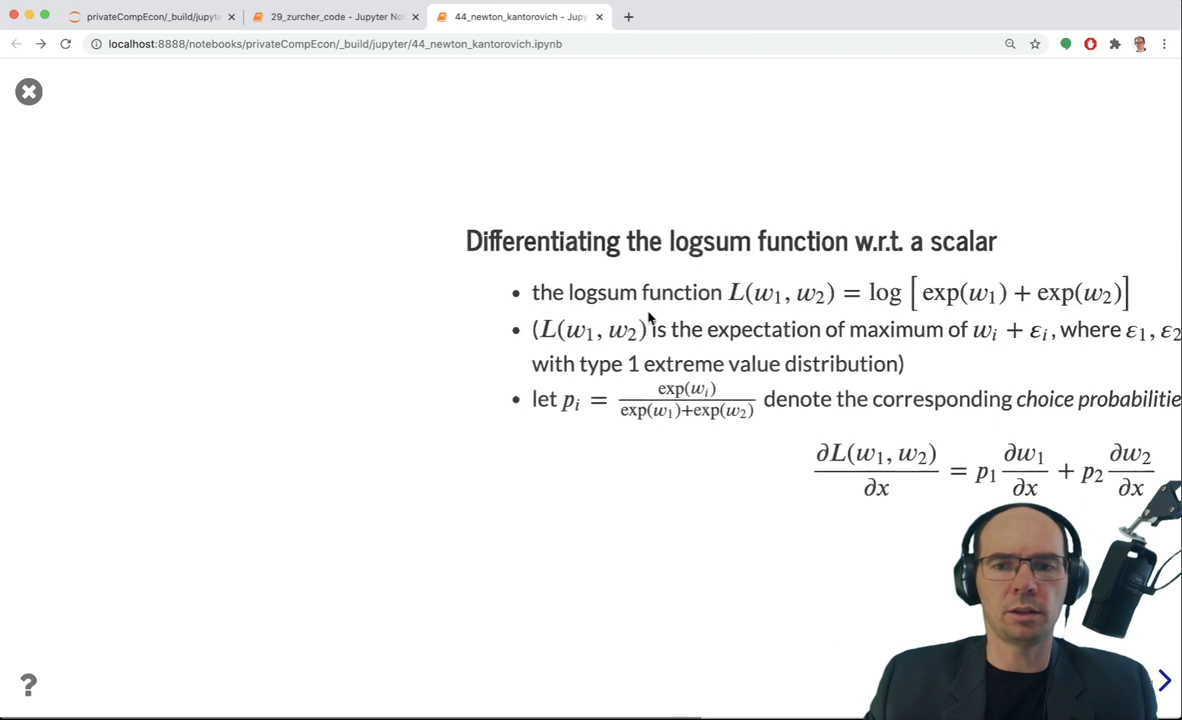 privateCompEcon/_build/jupyte
29_zurcher_code - Jupyter No
44_newton_kantorovich - Jupy
localhost:8888/notebooks/privateCompEcon/_build/jupyter/44_newton_kantorovich.ipynb
Differentiating the logsum function w.r.t. a scalar
• the logsum function L(w₁, w₂) = log [ exp(w₁) + exp(w₂) ]
• (L(w₁, w₂) is the expectation of maximum of wᵢ + εᵢ, where ε₁, ε₂
with type 1 extreme value distribution)
• let pᵢ = exp(wᵢ) / exp(w₁)+exp(w₂) denote the corresponding choice probabilitie
∂L(w₁, w₂) / ∂x = p₁ ∂w₁ / ∂x + p₂ ∂w₂ / ∂x
?